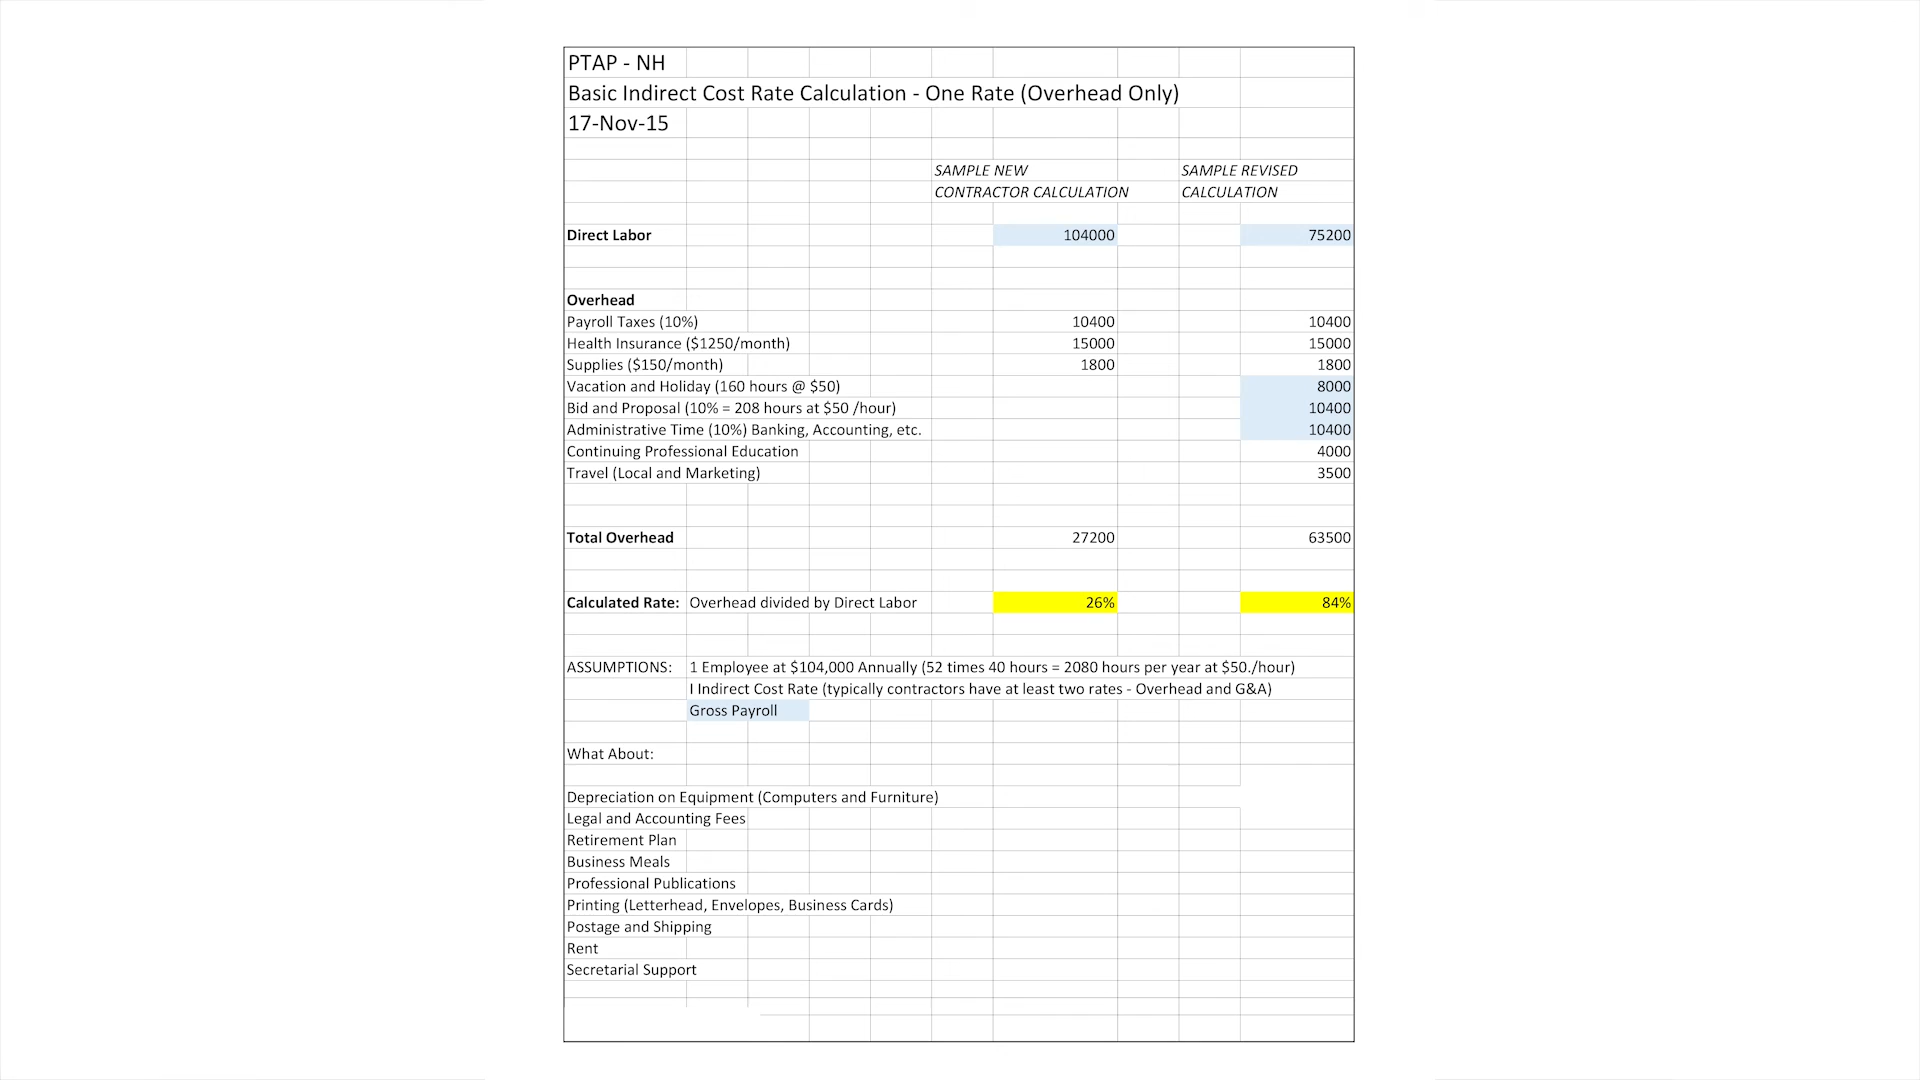 PTAP - NH
Basic Indirect Cost Rate Calculation - One Rate (Overhead Only)
17-Nov-15
SAMPLE NEW SAMPLE REVISED
CONTRACTOR CALCULATION CALCULATION
Direct Labor 104000 75200
Overhead
Payroll Taxes (10%) 10400 10400
Health Insurance ($1250/month) 15000 15000
Supplies ($150/month) 1800 1800
Vacation and Holiday (160 hours @ $50) 8000
Bid and Proposal (10% = 208 hours at $50 /hour) 10400
Administrative Time (10%) Banking, Accounting, etc. 10400
Continuing Professional Education 4000
Travel (Local and Marketing) 3500
Total Overhead 27200 63500
Calculated Rate: Overhead divided by Direct Labor 26% 84%
ASSUMPTIONS: 1 Employee at $104,000 Annually (52 times 40 hours = 2080 hours per year at $50./hour)
I Indirect Cost Rate (typically contractors have at least two rates - Overhead and G&A)
Gross Payroll
What About:
Depreciation on Equipment (Computers and Furniture)
Legal and Accounting Fees
Retirement Plan
Business Meals
Professional Publications
Printing (Letterhead, Envelopes, Business Cards)
Postage and Shipping
Rent
Secretarial Support